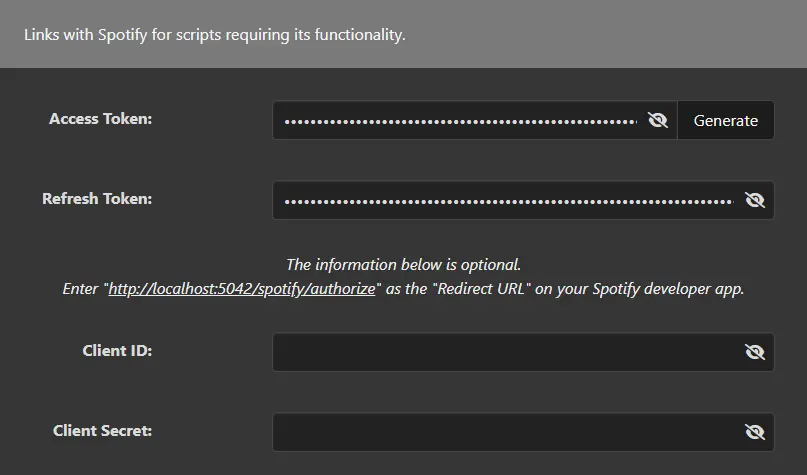 Links with Spotify for scripts requiring its functionality.
Access Token:
Generate
Refresh Token:
The information below is optional.
Enter "http://localhost:5042/spotify/authorize" as the "Redirect URL" on your Spotify developer app.
Client ID:
Client Secret: